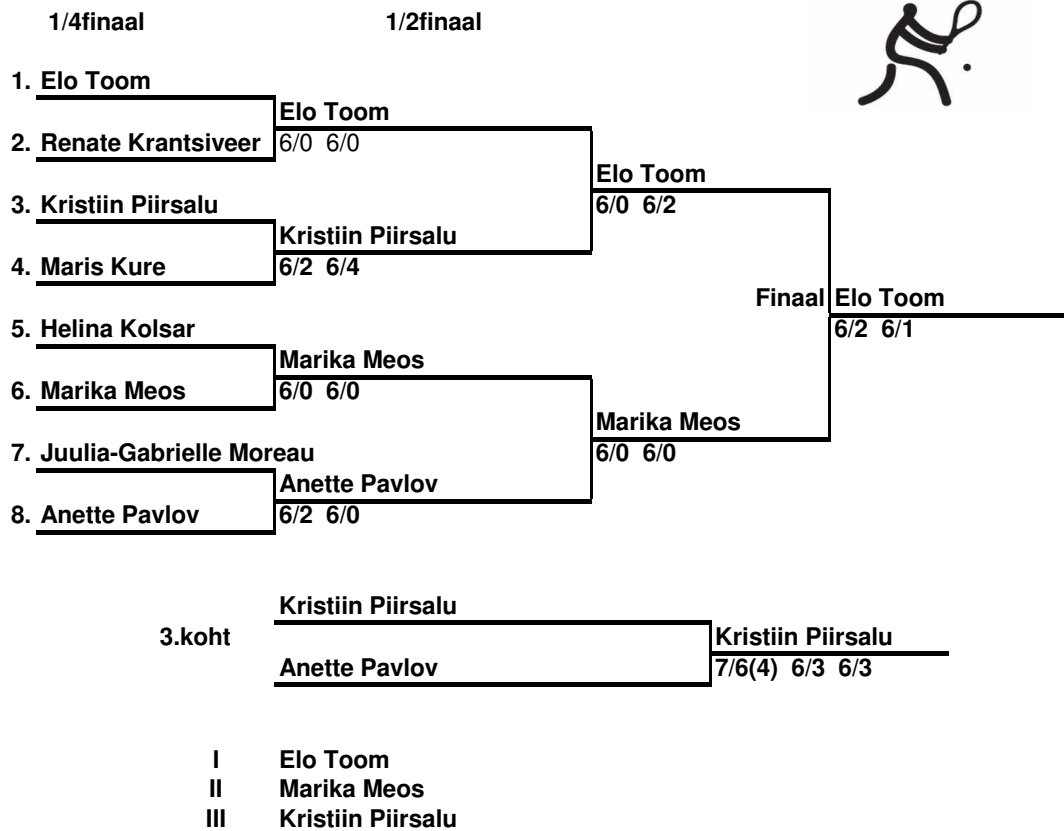 1/4finaal 1/2finaal
1. Elo Toom
Elo Toom
2. Renate Krantsiveer 6/0 6/0
Elo Toom
3. Kristiin Piirsalu 6/0 6/2
Kristiin Piirsalu
4. Maris Kure 6/2 6/4
Finaal Elo Toom
5. Helina Kolsar 6/2 6/1
Marika Meos
6. Marika Meos 6/0 6/0
Marika Meos
7. Juulia-Gabrielle Moreau 6/0 6/0
Anette Pavlov
8. Anette Pavlov 6/2 6/0
Kristiin Piirsalu
3.koht Kristiin Piirsalu
Anette Pavlov 7/6(4) 6/3 6/3
I Elo Toom
II Marika Meos
III Kristiin Piirsalu